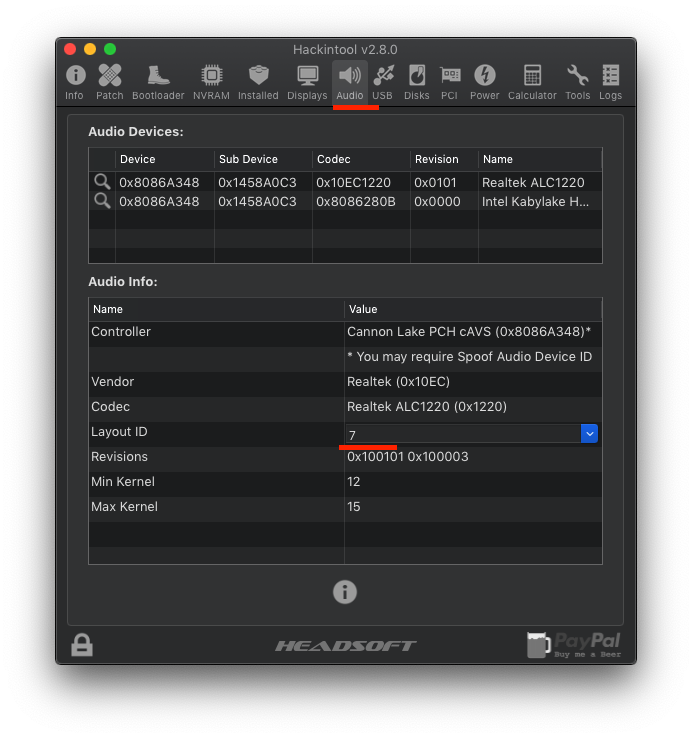 Hackintool v2.8.0
Info Patch Bootloader NVRAM Installed Displays Audio USB Disks PCI Power Calculator Tools Logs
Audio Devices:
Device Sub Device Codec Revision Name
0x8086A348 0x1458A0C3 0x10EC1220 0x0101 Realtek ALC1220
0x8086A348 0x1458A0C3 0x8086280B 0x0000 Intel Kabylake H...
Audio Info:
Name Value
Controller Cannon Lake PCH cAVS (0x8086A348)*
* You may require Spoof Audio Device ID
Vendor Realtek (0x10EC)
Codec Realtek ALC1220 (0x1220)
Layout ID 7
Revisions 0x100101 0x100003
Min Kernel 12
Max Kernel 15
HEADSOFT PayPal
Buy me a Beer